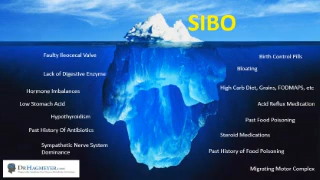 SIBO
Faulty Ileocecal Valve
Birth Control Pills
Bloating
Lack of Digestive Enzyme
Hormone Imbalances
High Carb Diet, Grains, FODMAPS, etc
Low Stomach Acid
Acid Reflux Medication
Hypothyroidism
Past Food Poisoning
Past History Of Antibiotics
Steroid Medications
Sympathetic Nerve System
Dominance
Past History of Food Poisoning
Migrating Motor Complex
DRHAGMEYER.COM